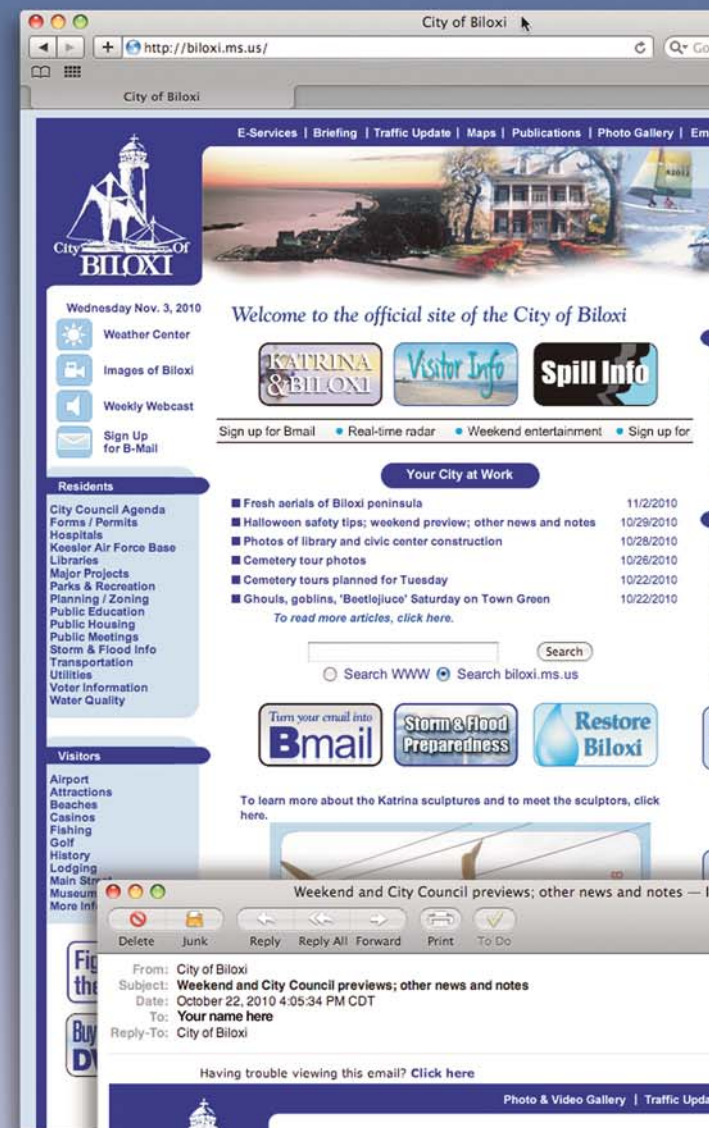 City of Biloxi
http://biloxi.ms.us/
City of Biloxi
E-Services | Briefing | Traffic Update | Maps | Publications | Photo Gallery | Em
City Of
BILOXI
Wednesday Nov. 3, 2010
Weather Center
Images of Biloxi
Weekly Webcast
Sign Up
for B-Mail
Welcome to the official site of the City of Biloxi
KATRINA
&BILOXI
Visitor Info
Spill Info
Sign up for Bmail • Real-time radar • Weekend entertainment • Sign up for
Your City at Work
Fresh aerials of Biloxi peninsula 11/2/2010
Halloween safety tips; weekend preview; other news and notes 10/29/2010
Photos of library and civic center construction 10/28/2010
Cemetery tour photos 10/26/2010
Cemetery tours planned for Tuesday 10/22/2010
Ghouls, goblins, 'Beetlejiuce' Saturday on Town Green 10/22/2010
To read more articles, click here.
Search
Search WWW Search biloxi.ms.us
Turn your email into
Bmail
Storm & Flood
Preparedness
Restore
Biloxi
To learn more about the Katrina sculptures and to meet the sculptors, click
here.
Residents
City Council Agenda
Forms / Permits
Hospitals
Keesler Air Force Base
Libraries
Major Projects
Parks & Recreation
Planning / Zoning
Public Education
Public Housing
Public Meetings
Storm & Flood Info
Transportation
Utilities
Voter Information
Water Quality
Visitors
Airport
Attractions
Beaches
Casinos
Fishing
Golf
History
Lodging
Main
Museum
More Inf
Fig
the
Buy
DV
Weekend and City Council previews; other news and notes —
Delete Junk Reply Reply All Forward Print To Do
From: City of Biloxi
Subject: Weekend and City Council previews; other news and notes
Date: October 22, 2010 4:05:34 PM CDT
To: Your name here
Reply-To: City of Biloxi
Having trouble viewing this email? Click here
Photo & Video Gallery | Traffic Upda